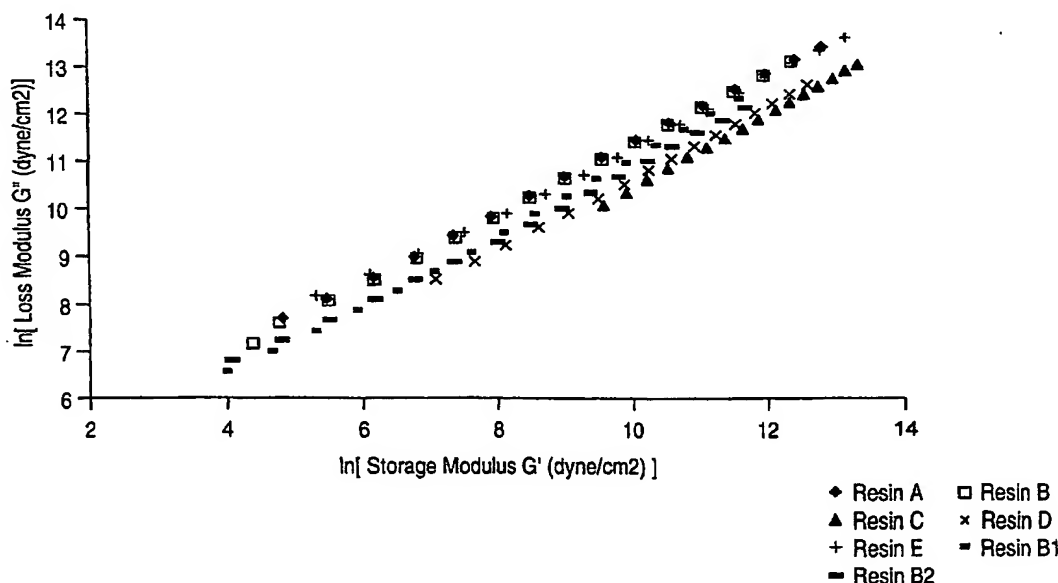 ln[ Loss Modulus G" (dyne/cm2) ]
14
13
12
11
10
9
8
7
6
2
4
6
8
10
12
14
ln[ Storage Modulus G' (dyne/cm2) ]
Resin A
Resin B
Resin C
Resin D
Resin E
Resin B1
Resin B2